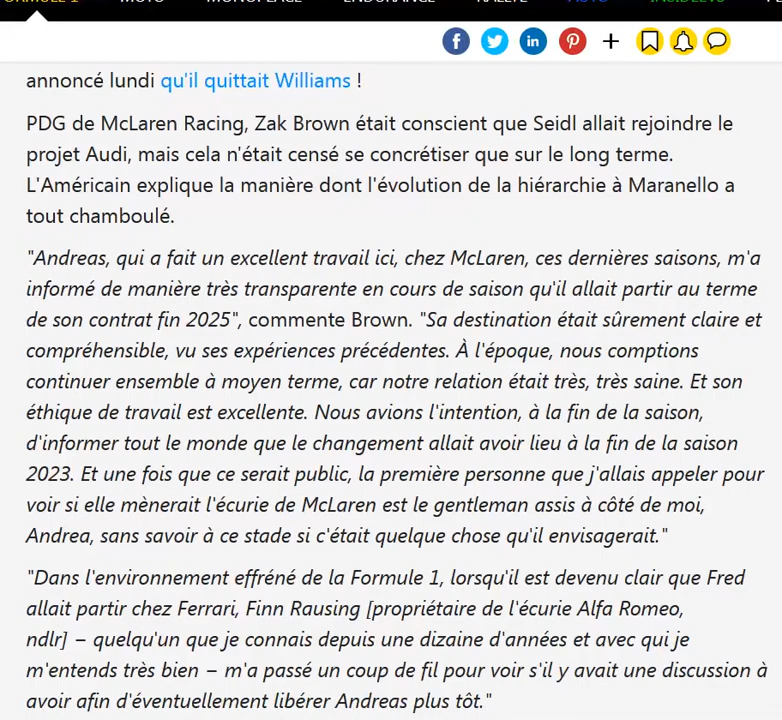 FORMULE 1 MOTO MONOPLACE ENDURANCE RALLYE AUTO
annoncé lundi qu'il quittait Williams !
PDG de McLaren Racing, Zak Brown était conscient que Seidl allait rejoindre le
projet Audi, mais cela n'était censé se concrétiser que sur le long terme.
L'Américain explique la manière dont l'évolution de la hiérarchie à Maranello a
tout chamboulé.
"Andreas, qui a fait un excellent travail ici, chez McLaren, ces dernières saisons, m'a
informé de manière très transparente en cours de saison qu'il allait partir au terme
de son contrat fin 2025", commente Brown. "Sa destination était sûrement claire et
compréhensible, vu ses expériences précédentes. À l'époque, nous comptions
continuer ensemble à moyen terme, car notre relation était très, très saine. Et son
éthique de travail est excellente. Nous avions l'intention, à la fin de la saison,
d'informer tout le monde que le changement allait avoir lieu à la fin de la saison
2023. Et une fois que ce serait public, la première personne que j'allais appeler pour
voir si elle mènerait l'écurie de McLaren est le gentleman assis à côté de moi,
Andrea, sans savoir à ce stade si c'était quelque chose qu'il envisagerait."
"Dans l'environnement effréné de la Formule 1, lorsqu'il est devenu clair que Fred
allait partir chez Ferrari, Finn Rausing [propriétaire de l'écurie Alfa Romeo,
ndlr] – quelqu'un que je connais depuis une dizaine d'années et avec qui je
m'entends très bien – m'a passé un coup de fil pour voir s'il y avait une discussion à
avoir afin d'éventuellement libérer Andreas plus tôt."